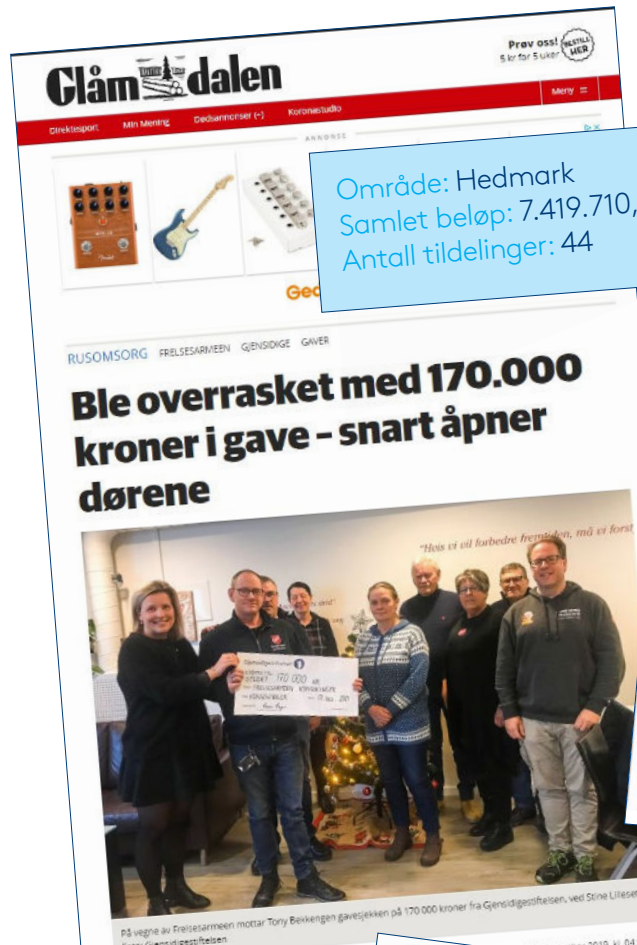 Glåmdalen
Prøv oss!
5 kr for 5 uker
BESTILL
HER
Direktesport Min Mening Dødsannonser (+) Koronastudio Meny
ANNONSE
Område: Hedmark
Samlet beløp: 7.419.710,
Antall tildelinger: 44
RUSOMSORG FRELSESARMEEN GJENSIDIGE GAVER
Ble overrasket med 170.000
kroner i gave – snart åpner
dørene
"Hvis vi vil forbedre fremtiden, må vi forst
Gjensidigestiftelsen
170 000
På vegne av Frelsesarmeen mottar Tony Bekkengen gavesjekken på 170 000 kroner fra Gjensidigestiftelsen, ved Stine Lilleset
Gjensidigestiftelsen